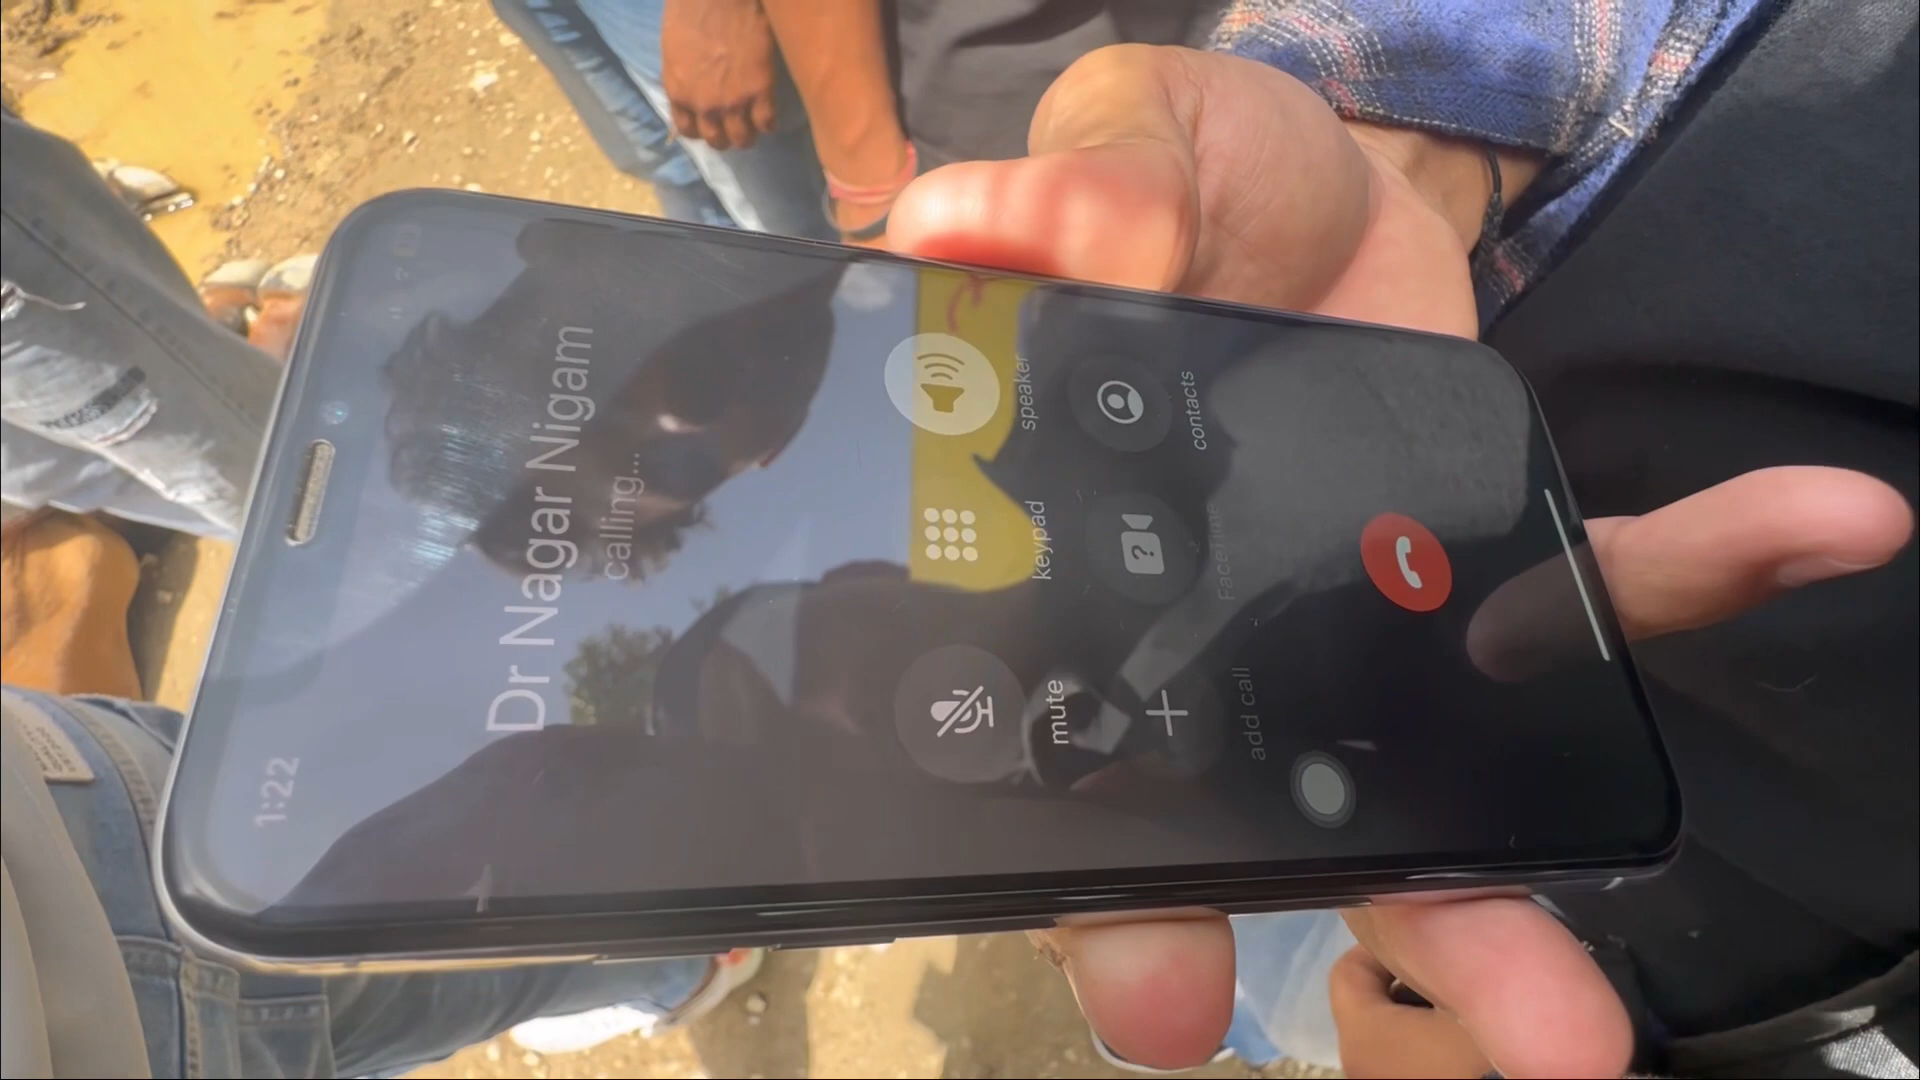 1:22
Dr Nagar Nigam
calling...
mute
keypad
speaker
add call
FaceTime
contacts